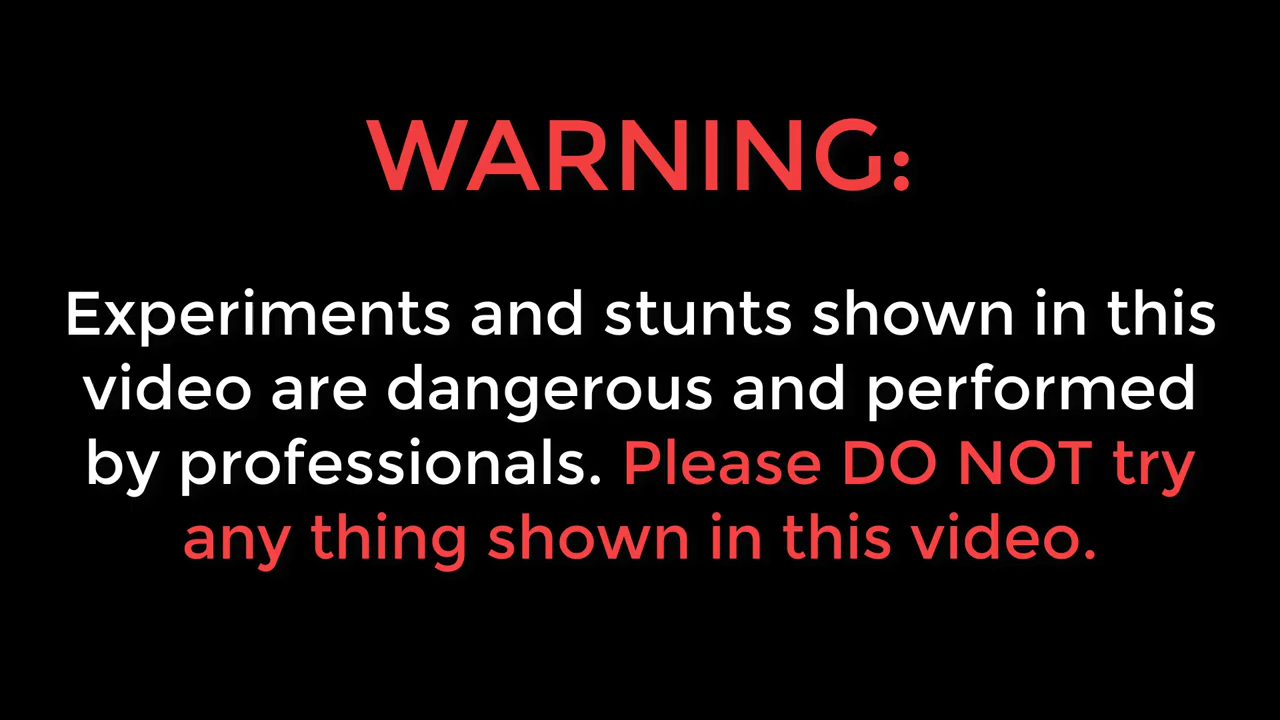 WARNING:
Experiments and stunts shown in this
video are dangerous and performed
by professionals. Please DO NOT try
any thing shown in this video.